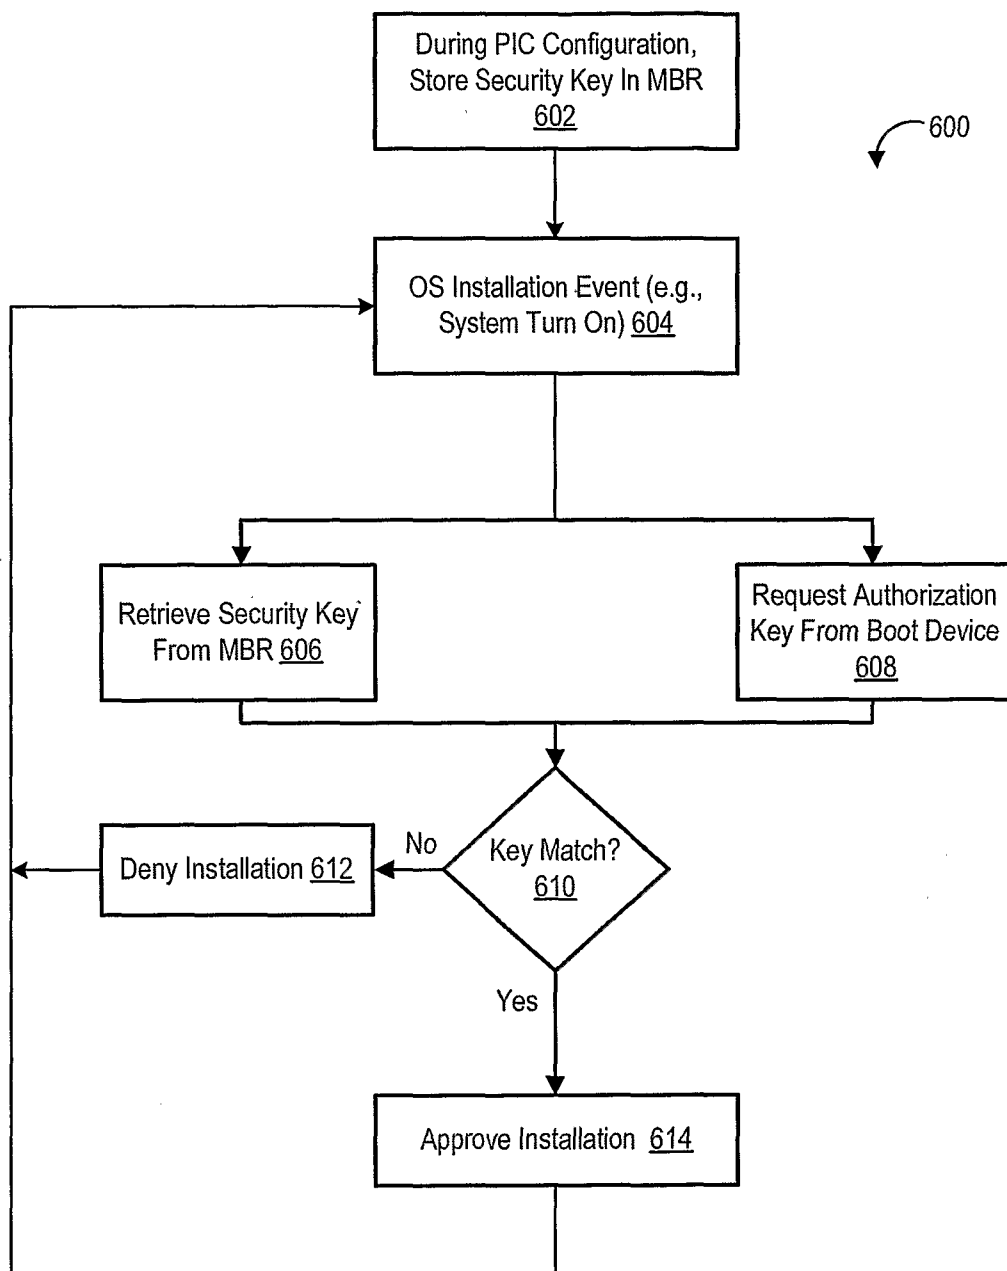 During PIC Configuration,
Store Security Key In MBR
602
600
OS Installation Event (e.g.,
System Turn On) 604
Retrieve Security Key
From MBR 606
Request Authorization
Key From Boot Device
608
Key Match?
610
No
Deny Installation 612
Yes
Approve Installation 614